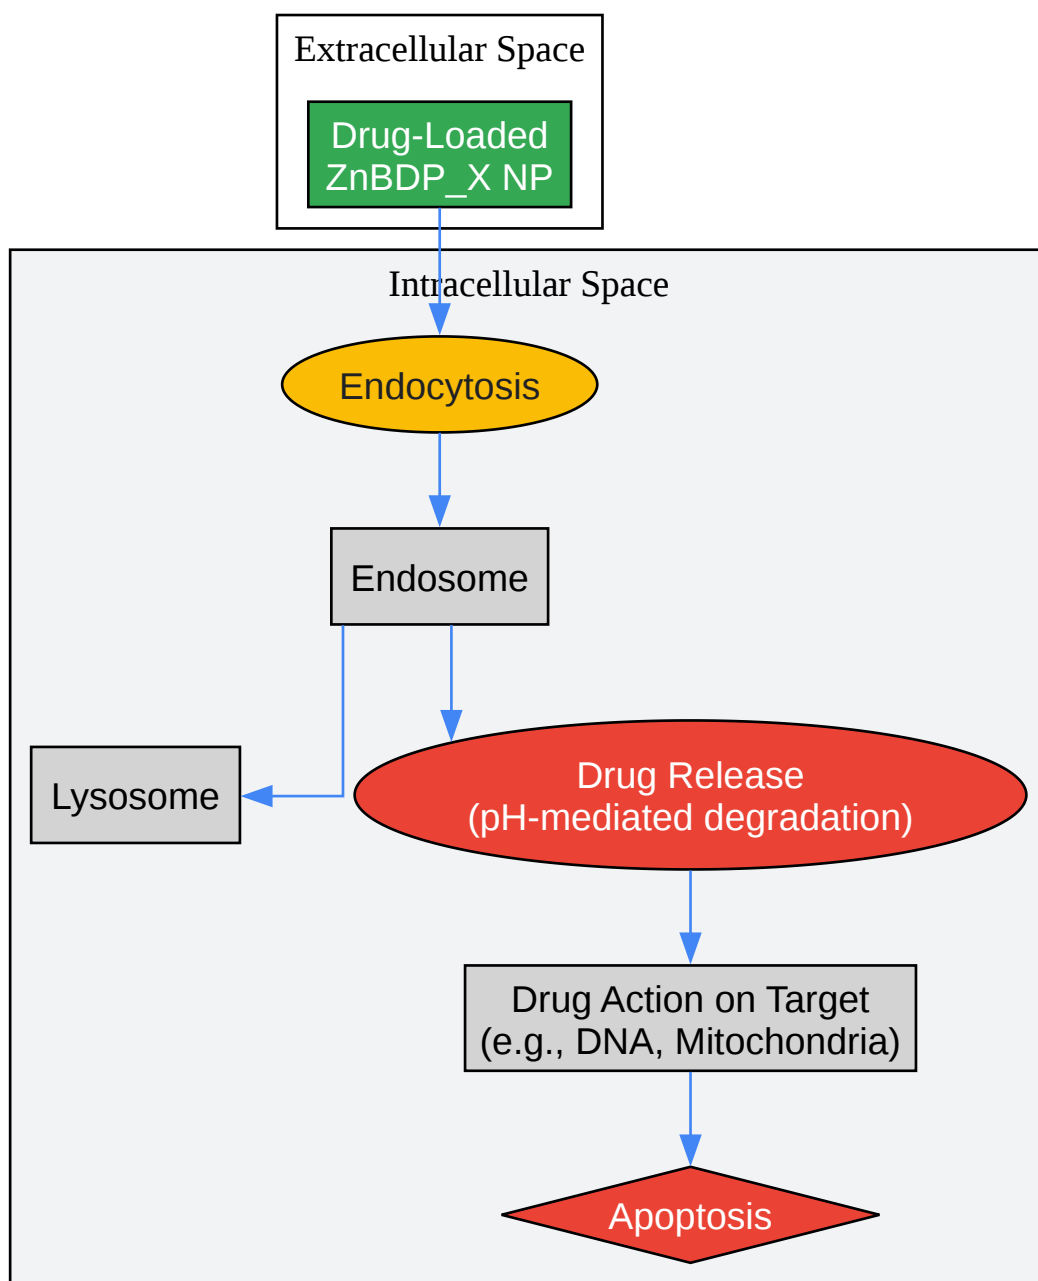 Extracellular Space
Drug-Loaded
ZnBDP_X NP
Intracellular Space
Endocytosis
Endosome
Lysosome
Drug Release
(pH-mediated degradation)
Drug Action on Target
(e.g., DNA, Mitochondria)
Apoptosis